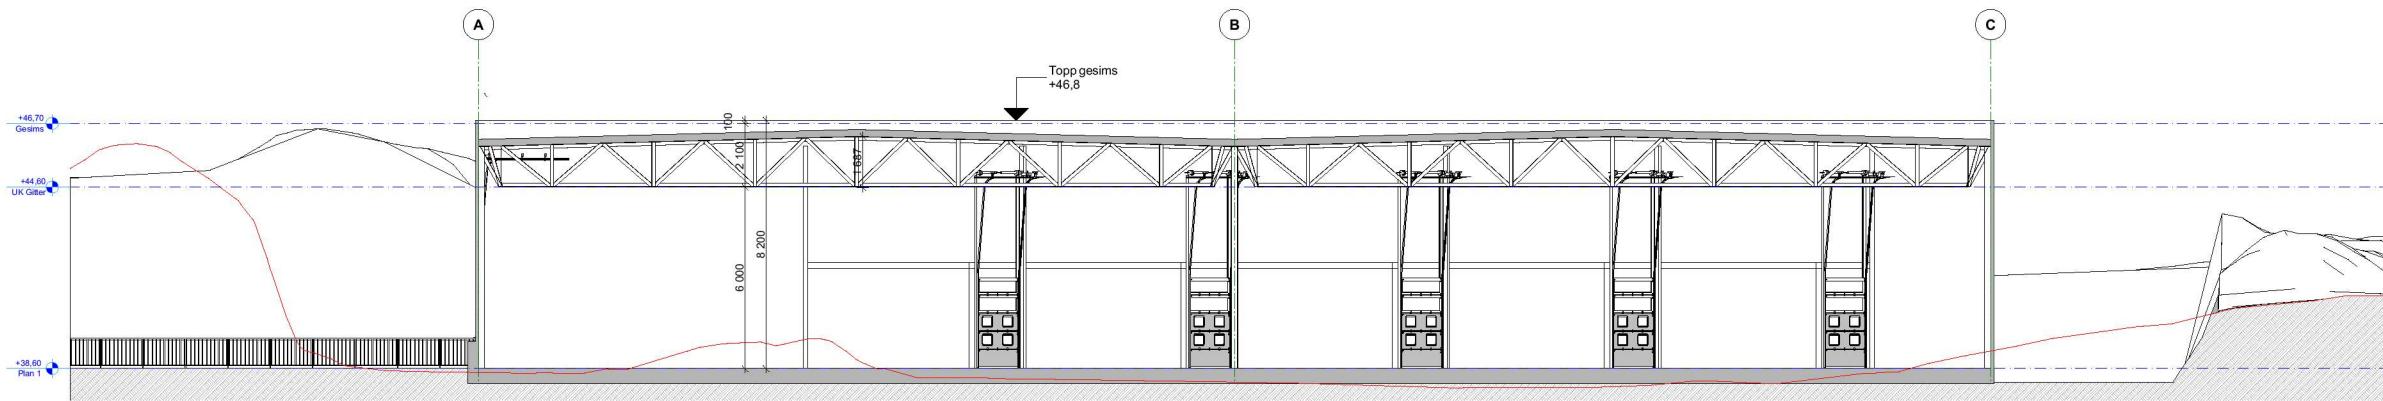 A
B
C
Topp gesims
+46,8
+46,70
Gesims
100
2 100
1 687
+44,60
UK Gitter
6 000
8 200
+38,60
Plan 1